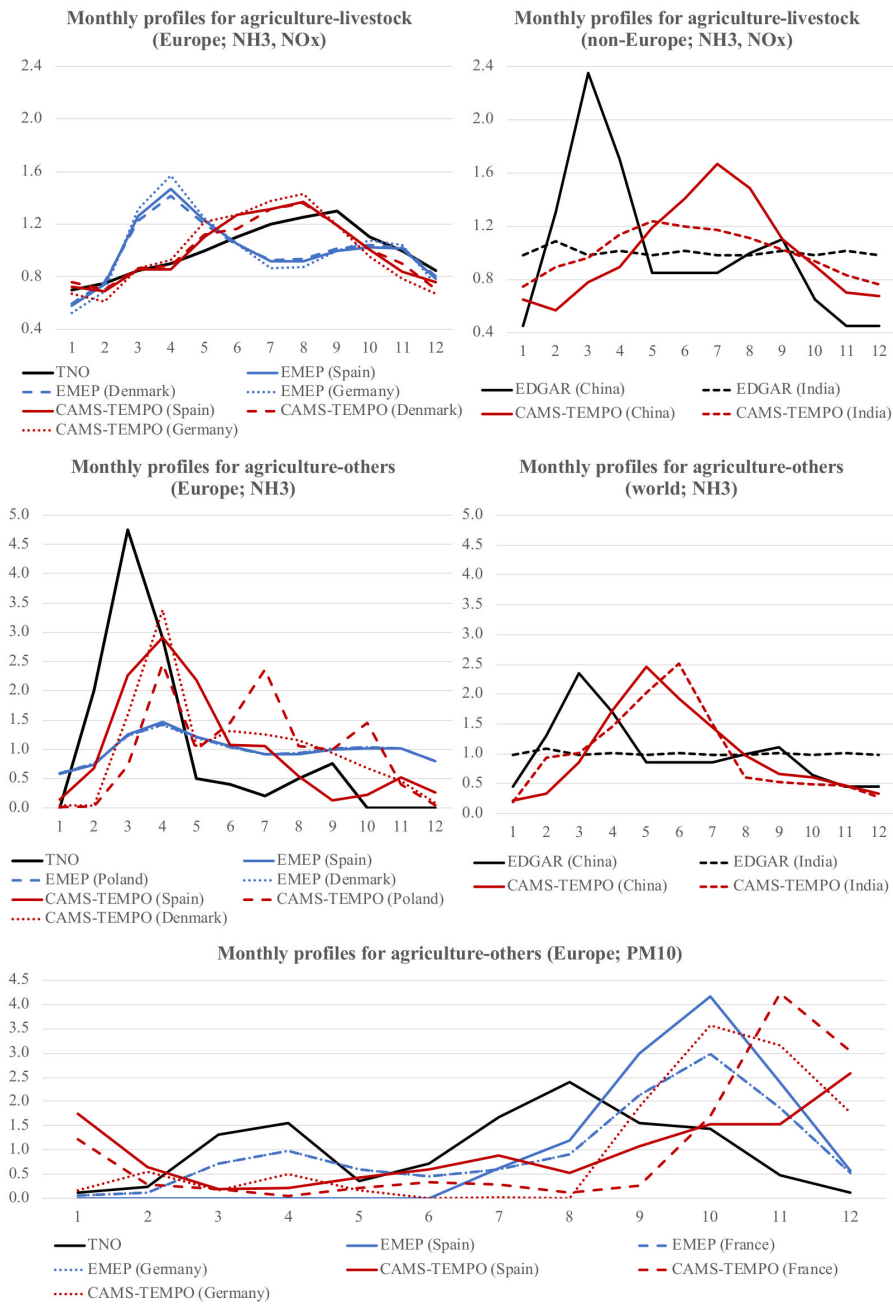 Monthly profiles for agriculture-livestock
(Europe; NH3, NOx)
2.4
2.0
1.6
1.2
0.8
0.4
1 2 3 4 5 6 7 8 9 10 11 12
TNO EMEP (Spain)
EMEP (Denmark) EMEP (Germany)
CAMS-TEMPO (Spain) CAMS-TEMPO (Denmark)
CAMS-TEMPO (Germany)
Monthly profiles for agriculture-livestock
(non-Europe; NH3, NOx)
2.4
2.0
1.6
1.2
0.8
0.4
1 2 3 4 5 6 7 8 9 10 11 12
EDGAR (China) EDGAR (India)
CAMS-TEMPO (China) CAMS-TEMPO (India)
Monthly profiles for agriculture-others
(Europe; NH3)
5.0
4.5
4.0
3.5
3.0
2.5
2.0
1.5
1.0
0.5
0.0
1 2 3 4 5 6 7 8 9 10 11 12
TNO EMEP (Spain)
EMEP (Poland) EMEP (Denmark)
CAMS-TEMPO (Spain) CAMS-TEMPO (Poland)
CAMS-TEMPO (Denmark)
Monthly profiles for agriculture-others
(world; NH3)
5.0
4.5
4.0
3.5
3.0
2.5
2.0
1.5
1.0
0.5
0.0
1 2 3 4 5 6 7 8 9 10 11 12
EDGAR (China) EDGAR (India)
CAMS-TEMPO (China) CAMS-TEMPO (India)
Monthly profiles for agriculture-others (Europe; PM10)
4.5
4.0
3.5
3.0
2.5
2.0
1.5
1.0
0.5
0.0
1 2 3 4 5 6 7 8 9 10 11 12
TNO EMEP (Spain) EMEP (France)
EMEP (Germany) CAMS-TEMPO (Spain) CAMS-TEMPO (France)
CAMS-TEMPO (Germany)